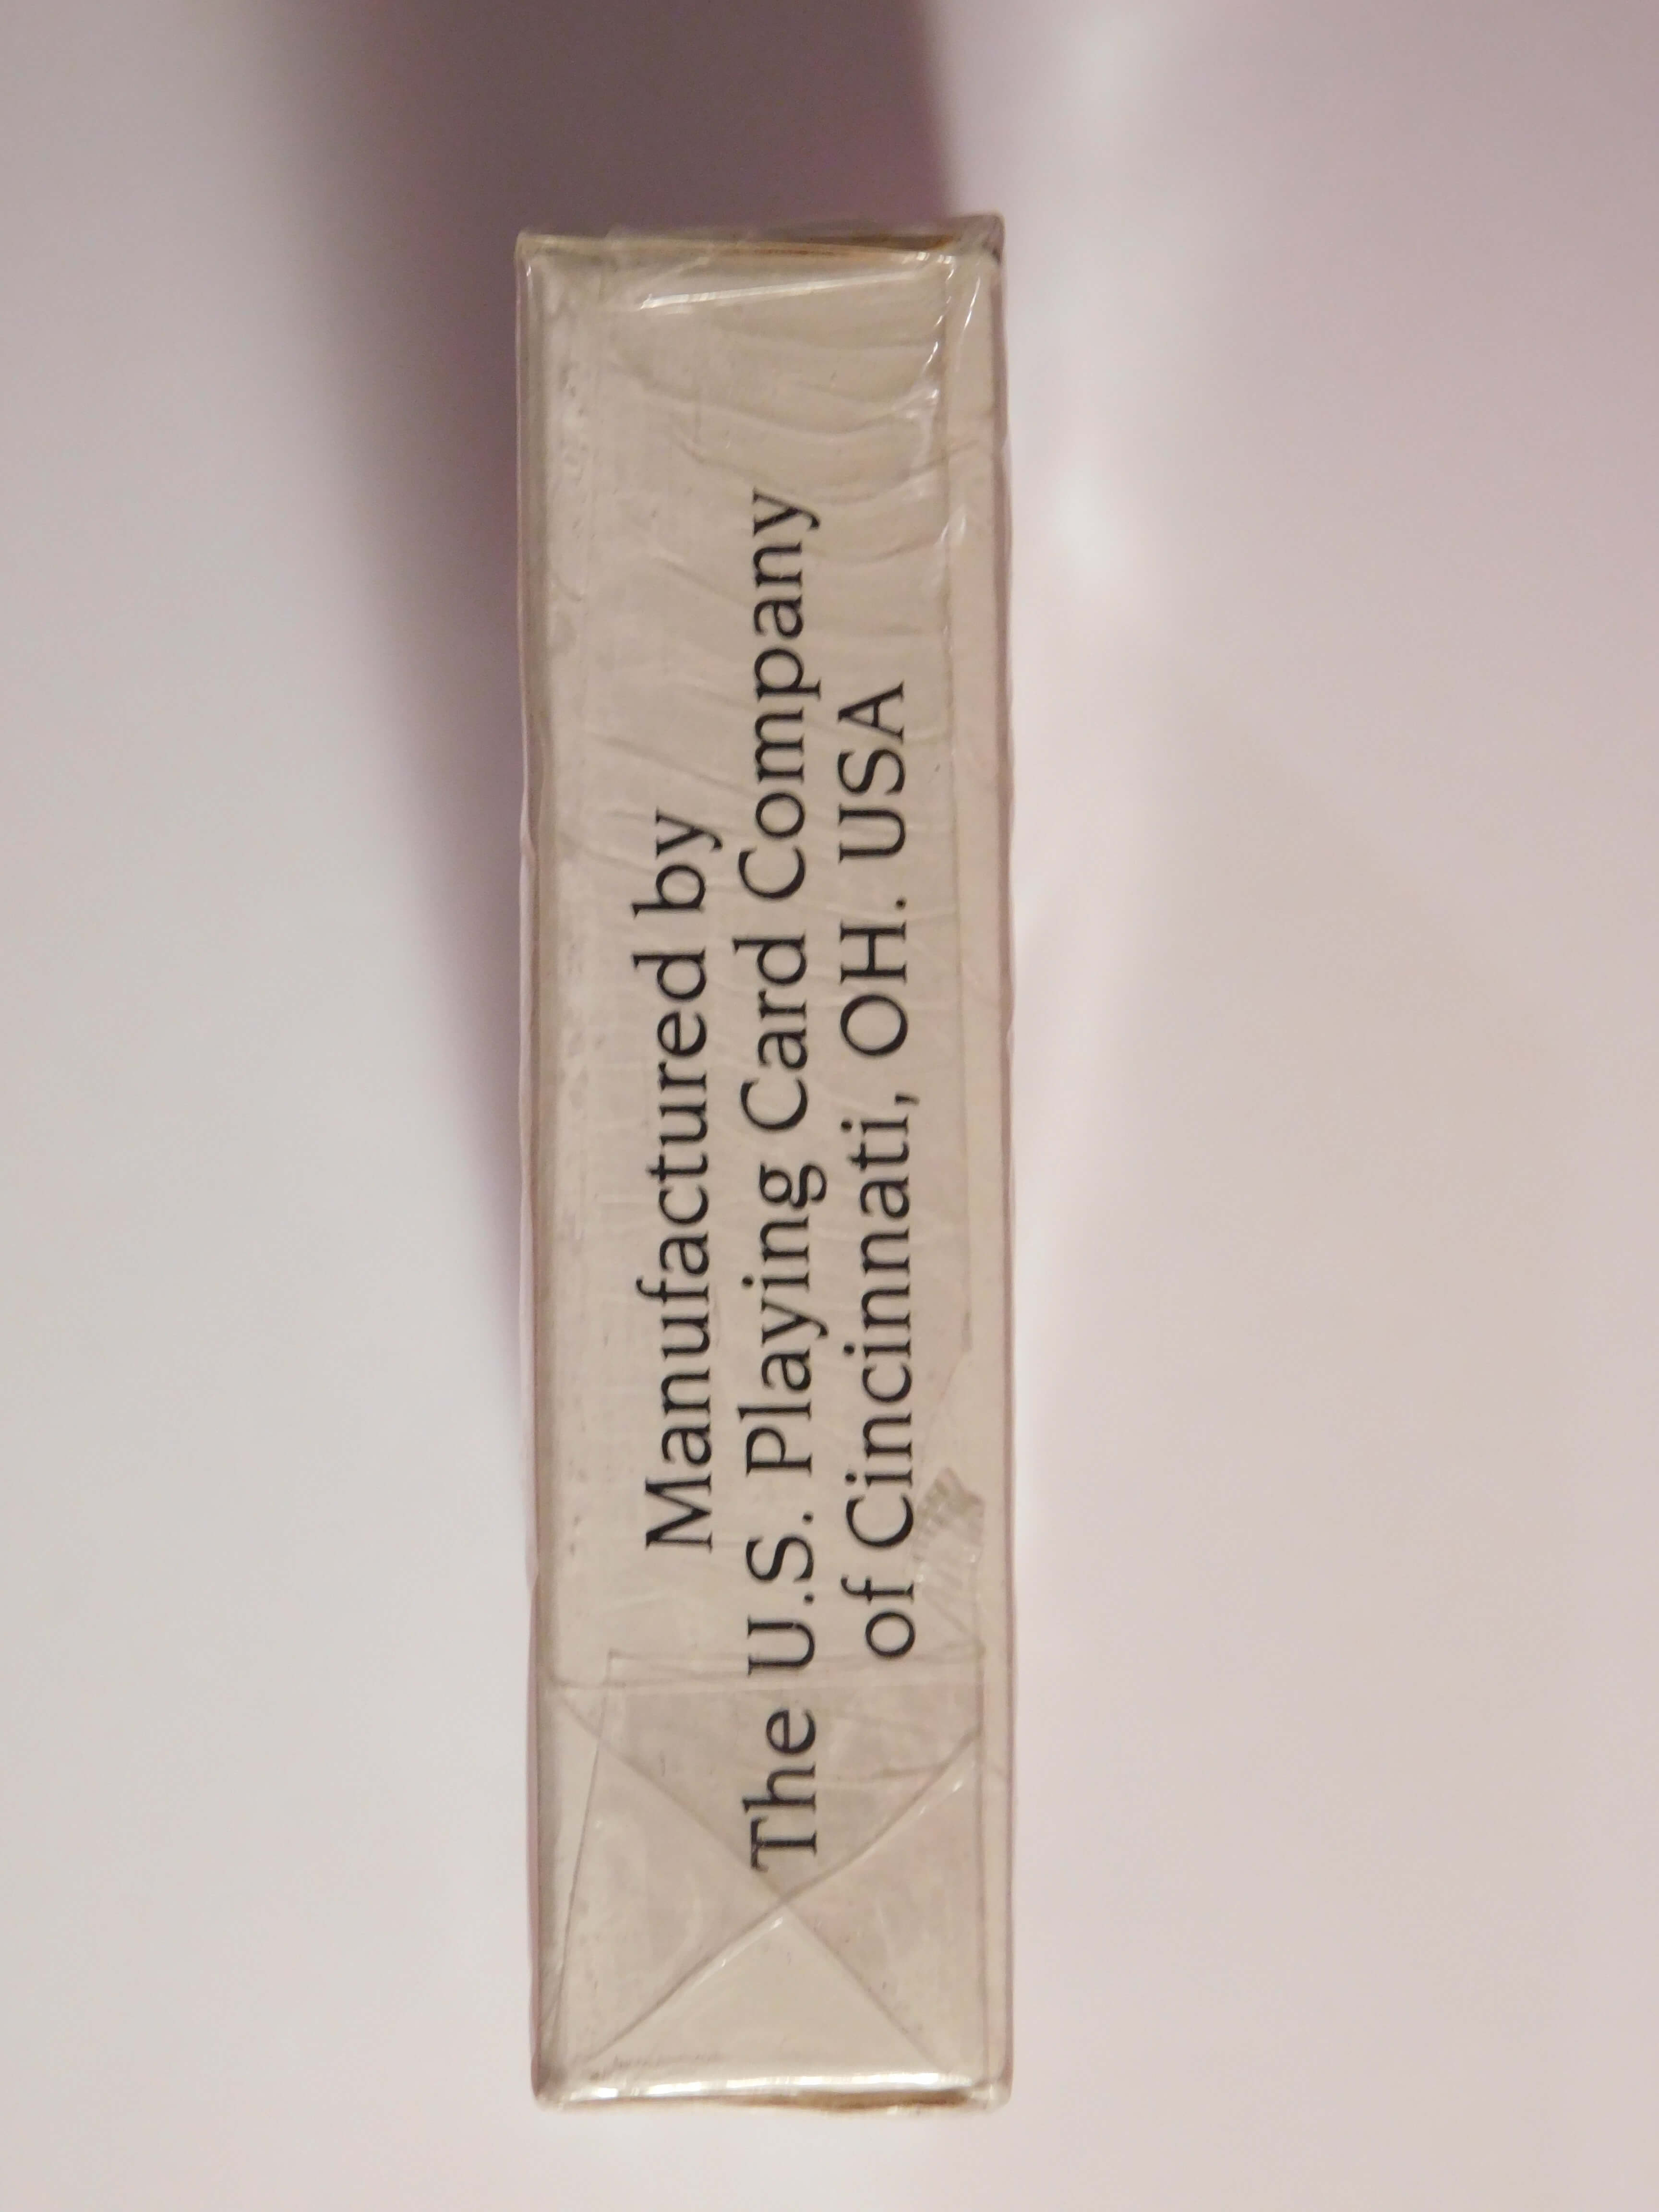 Manufactured by
The U.S. Playing Card Company
of Cincinnati, OH. USA